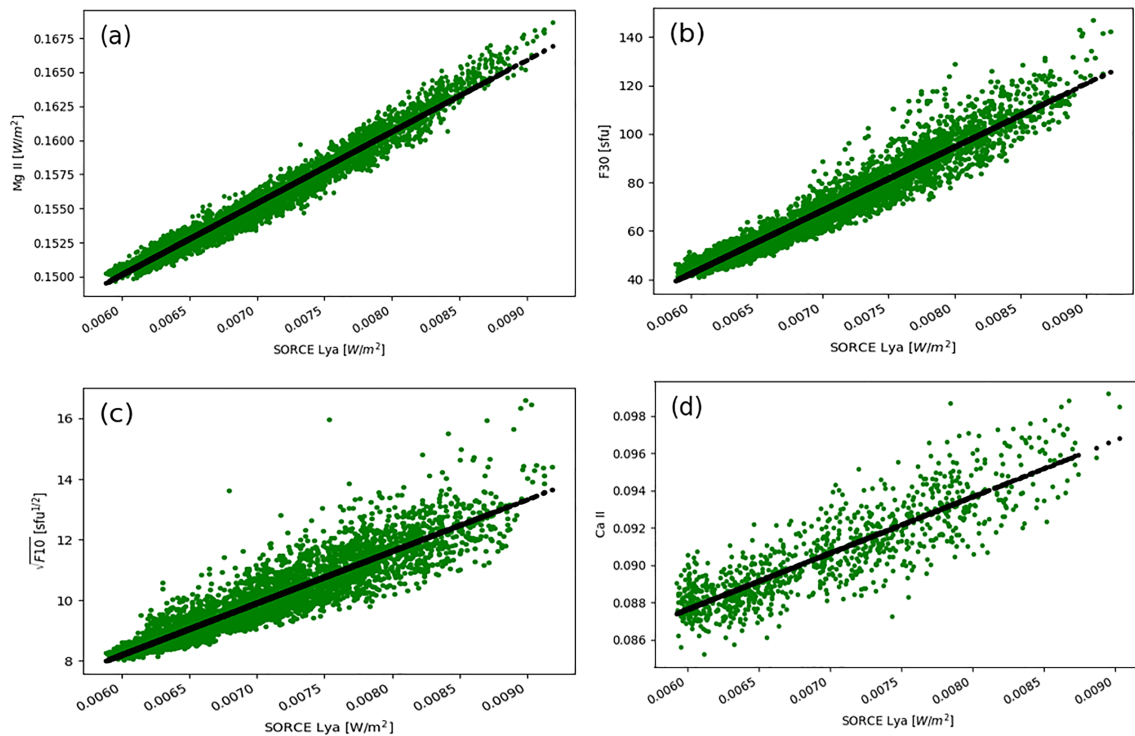 (a)
Mg II [W/m²]
0.1675
0.1650
0.1625
0.1600
0.1575
0.1550
0.1525
0.1500
0.0060 0.0065 0.0070 0.0075 0.0080 0.0085 0.0090
SORCE Lya [W/m²]
(b)
F30 [sfu]
140
120
100
80
60
40
0.0060 0.0065 0.0070 0.0075 0.0080 0.0085 0.0090
SORCE Lya [W/m²]
(c)
√F10 [sfu¹/²]
16
14
12
10
8
0.0060 0.0065 0.0070 0.0075 0.0080 0.0085 0.0090
SORCE Lya [W/m²]
(d)
Ca II
0.098
0.096
0.094
0.092
0.090
0.088
0.086
0.0060 0.0065 0.0070 0.0075 0.0080 0.0085 0.0090
SORCE Lya [W/m²]